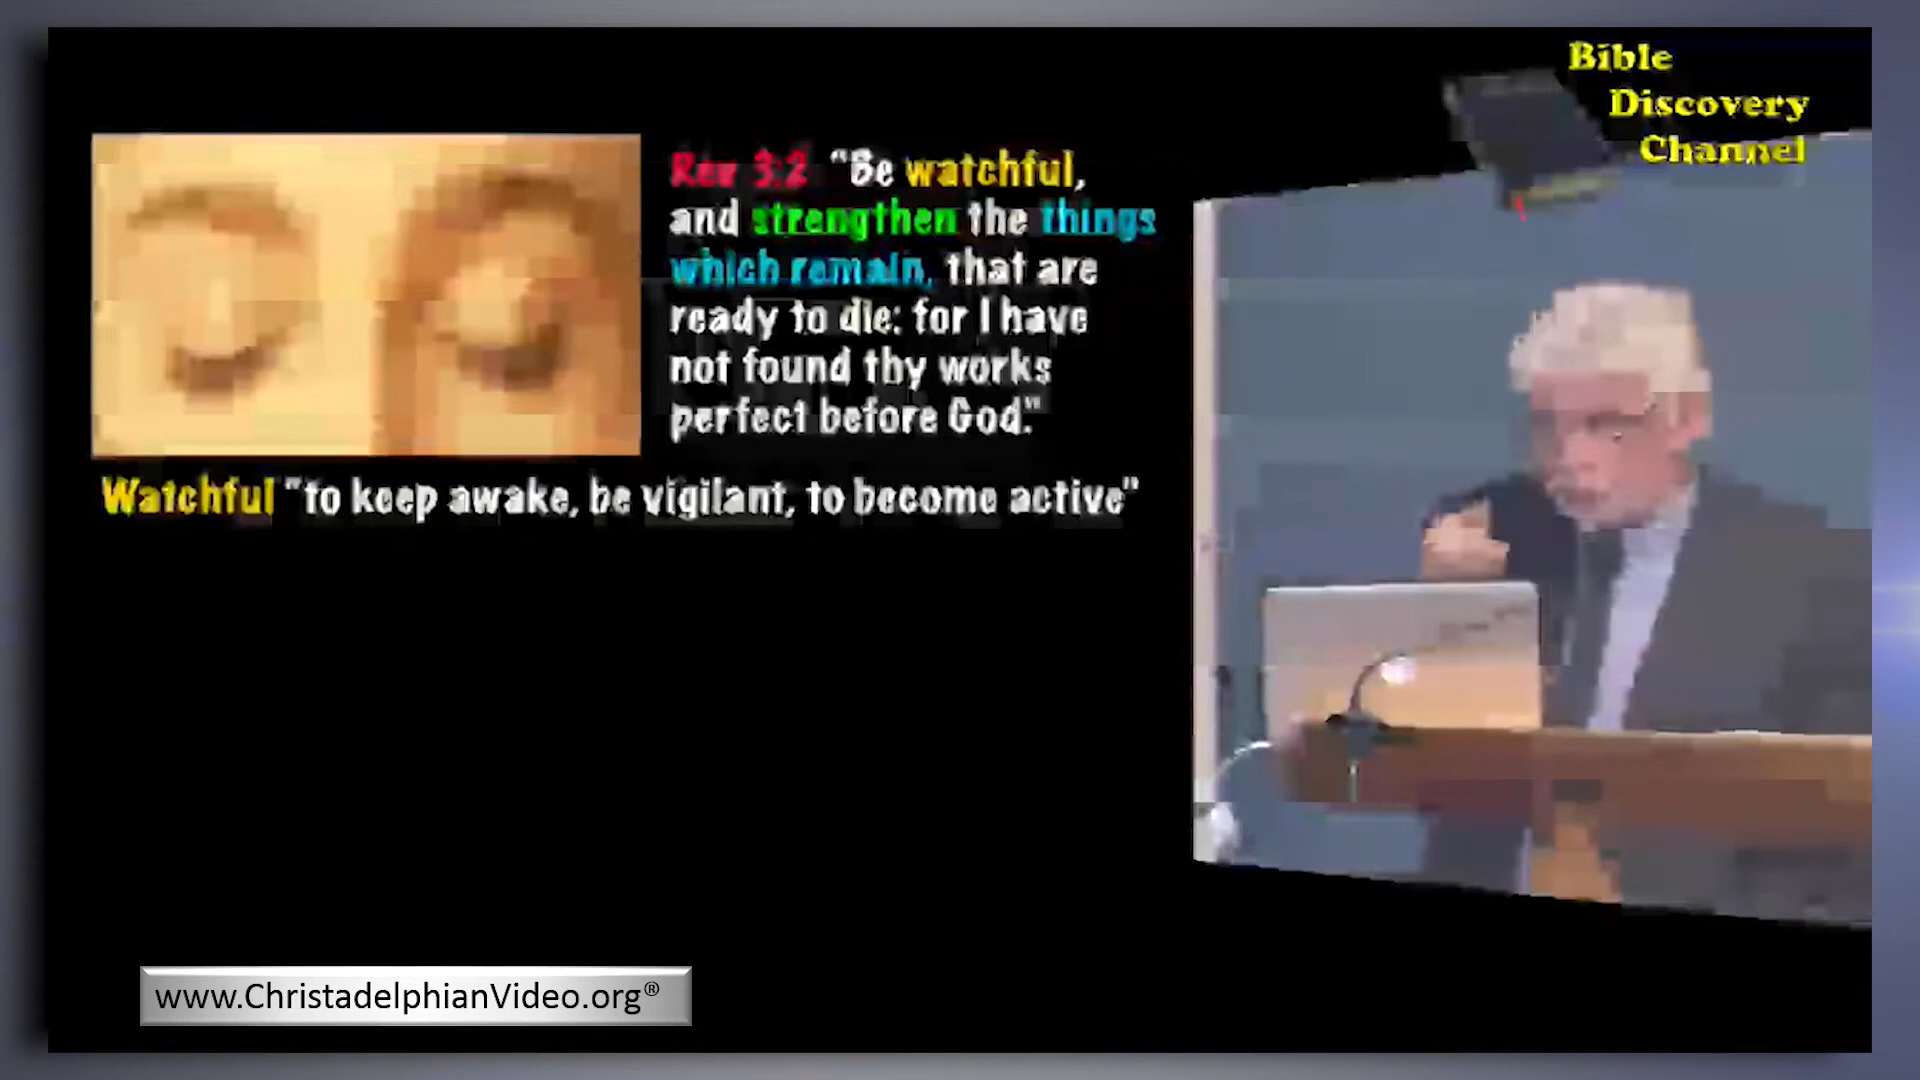 Bible
Discovery
Channel
Rev 3:2 "Be watchful,
and strengthen the things
which remain, that are
ready to die: for I have
not found thy works
perfect before God."
Watchful "to keep awake, be vigilant, to become active"
www.ChristadelphianVideo.org®